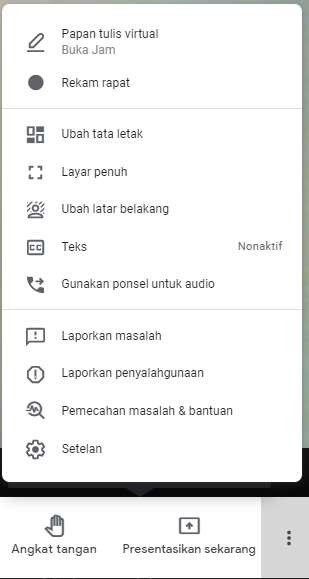 Papan tulis virtual
Buka Jam
Rekam rapat
Ubah tata letak
Layar penuh
Ubah latar belakang
CC Teks Nonaktif
Gunakan ponsel untuk audio
Laporkan masalah
Laporkan penyalahgunaan
Pemecahan masalah & bantuan
Setelan
Angkat tangan Presentasikan sekarang